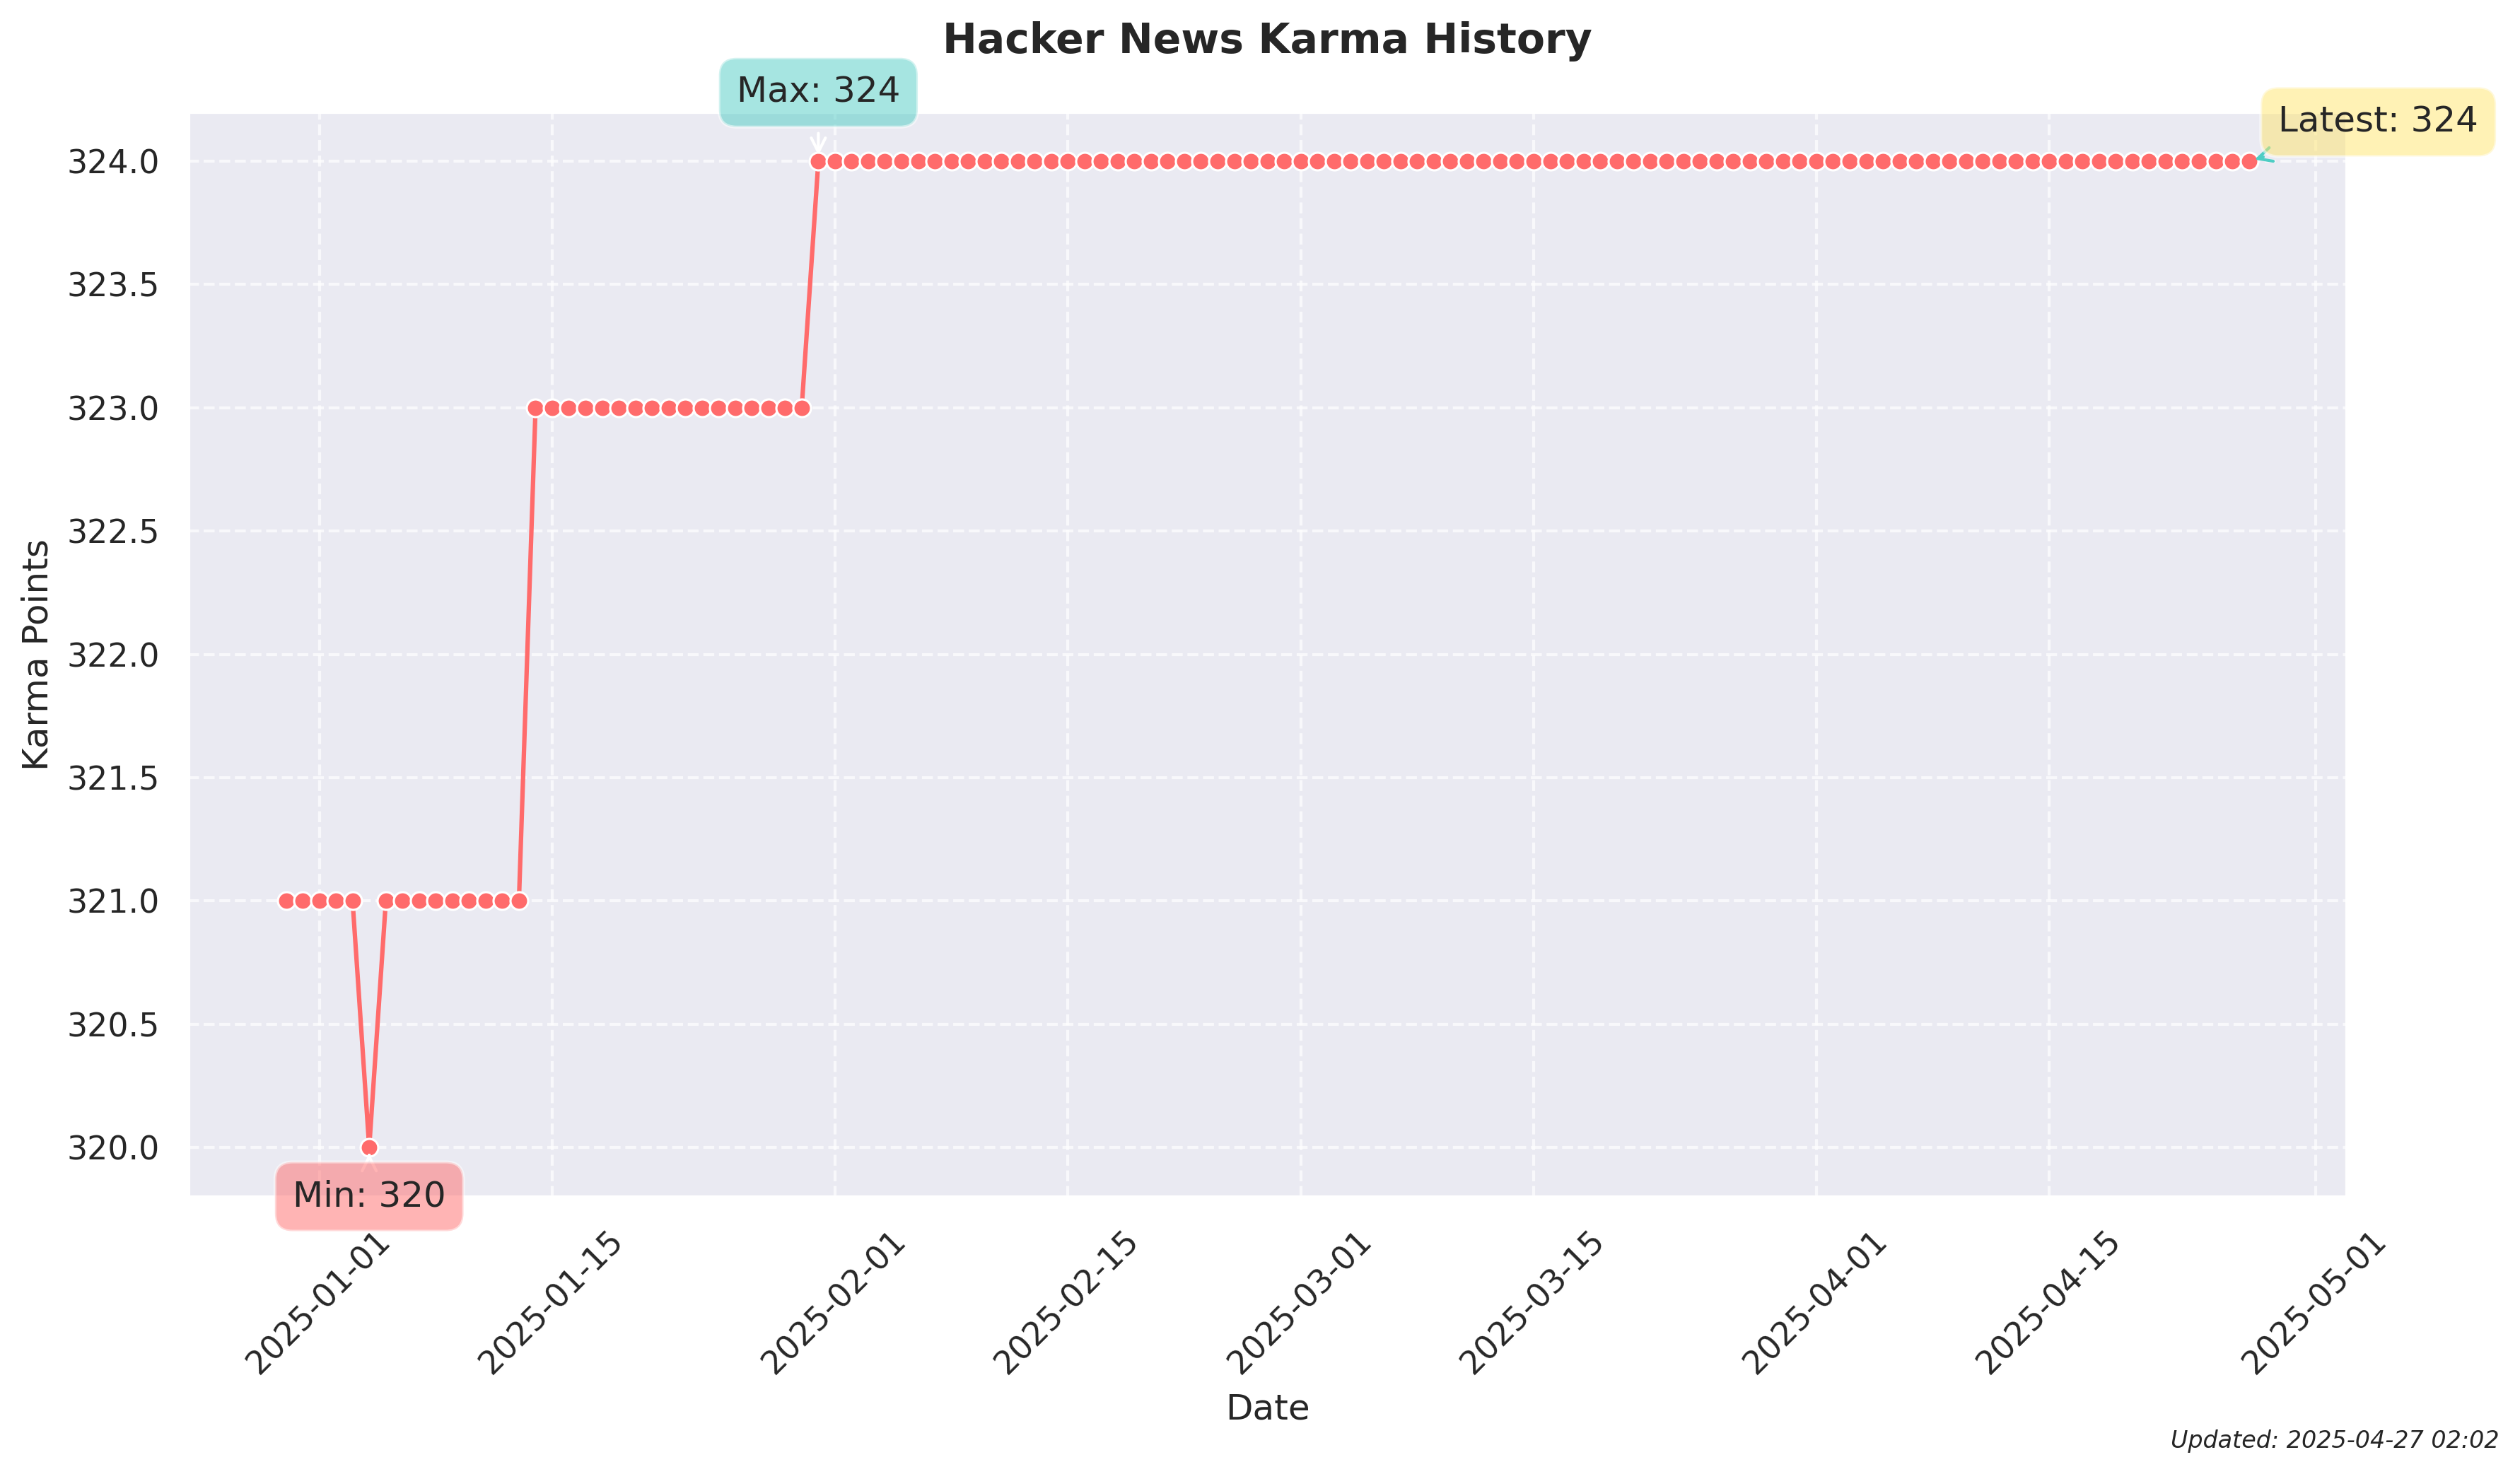 Hacker News Karma History
Max: 324
Latest: 324
324.0
323.5
323.0
322.5
322.0
321.5
321.0
320.5
320.0
Karma Points
Min: 320
2025-01-01
2025-01-15
2025-02-01
2025-02-15
2025-03-01
2025-03-15
2025-04-01
2025-04-15
2025-05-01
Date
Updated: 2025-04-27 02:02